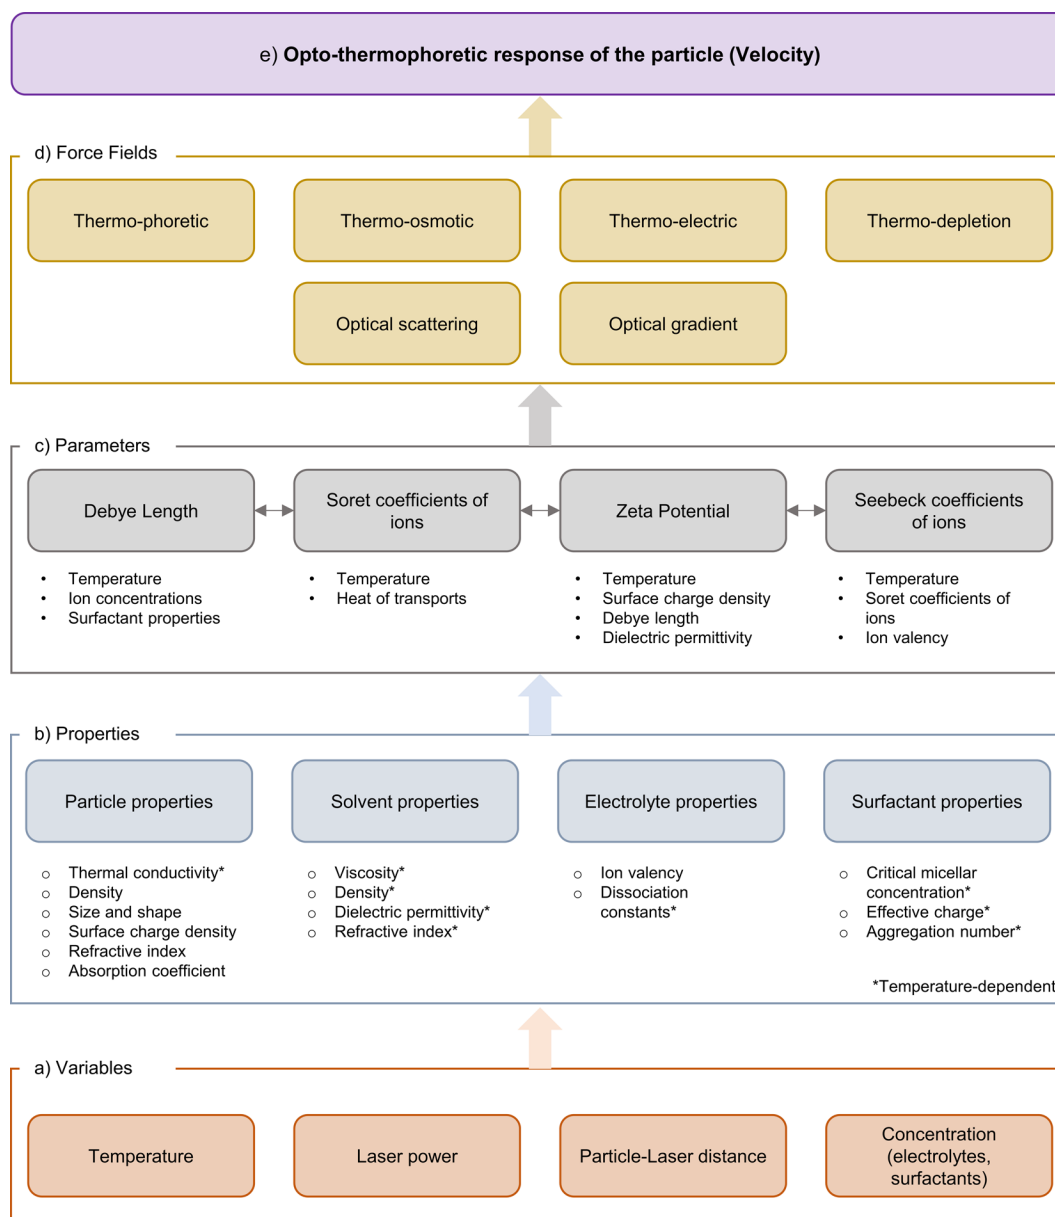 e) Opto-thermophoretic response of the particle (Velocity)
d) Force Fields
Thermo-phoretic
Thermo-osmotic
Thermo-electric
Thermo-depletion
Optical scattering
Optical gradient
c) Parameters
Debye Length
Soret coefficients of
ions
Zeta Potential
Seebeck coefficients
of ions
• Temperature
• Ion concentrations
• Surfactant properties
• Temperature
• Heat of transports
• Temperature
• Surface charge density
• Debye length
• Dielectric permittivity
• Temperature
• Soret coefficients of
ions
• Ion valency
b) Properties
Particle properties
Solvent properties
Electrolyte properties
Surfactant properties
o Thermal conductivity*
o Density
o Size and shape
o Surface charge density
o Refractive index
o Absorption coefficient
o Viscosity*
o Density*
o Dielectric permittivity*
o Refractive index*
o Ion valency
o Dissociation
constants*
o Critical micellar
concentration*
o Effective charge*
o Aggregation number*
*Temperature-dependent
a) Variables
Temperature
Laser power
Particle-Laser distance
Concentration
(electrolytes,
surfactants)